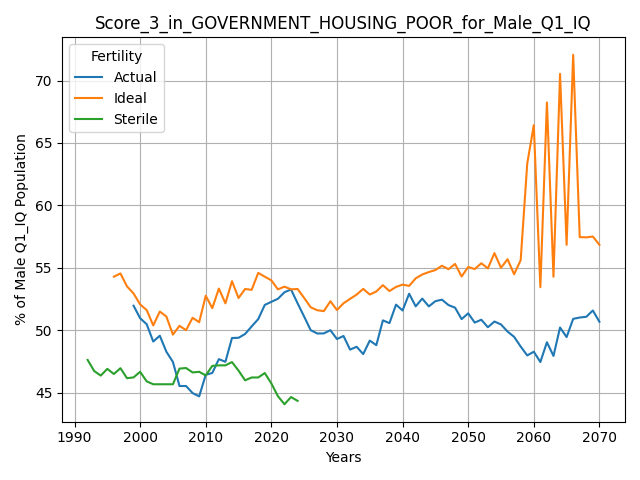 Score_3_in_GOVERNMENT_HOUSING_POOR_for_Male_Q1_IQ
Fertility
Actual
Ideal
Sterile
% of Male Q1_IQ Population
70
65
60
55
50
45
1990 2000 2010 2020 2030 2040 2050 2060 2070
Years